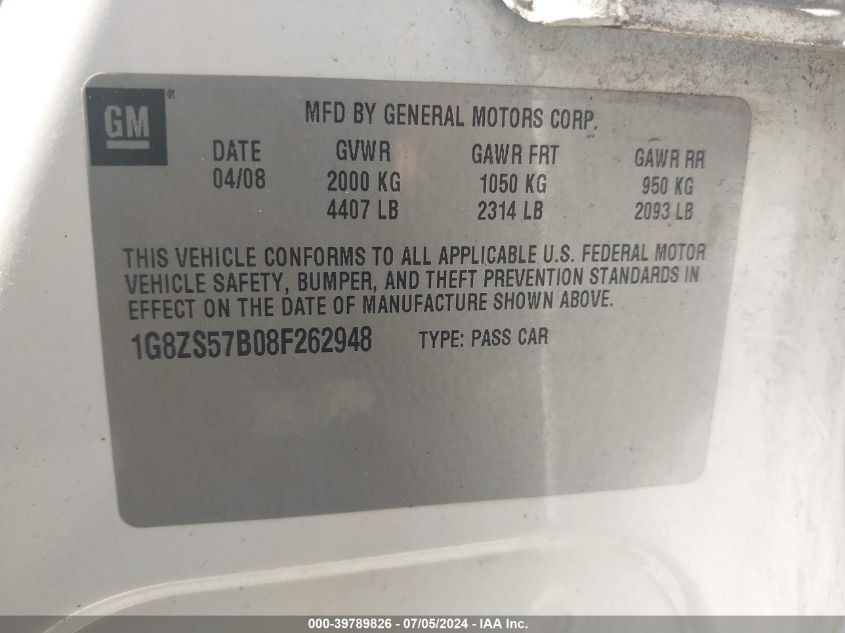 GM®
MFD BY GENERAL MOTORS CORP.
DATE GVWR GAWR FRT GAWR RR
04/08 2000 KG 1050 KG 950 KG
4407 LB 2314 LB 2093 LB
THIS VEHICLE CONFORMS TO ALL APPLICABLE U.S. FEDERAL MOTOR
VEHICLE SAFETY, BUMPER, AND THEFT PREVENTION STANDARDS IN
EFFECT ON THE DATE OF MANUFACTURE SHOWN ABOVE.
1G8ZS57B08F262948 TYPE: PASS CAR
000-39789826 - 07/05/2024 - IAA Inc.